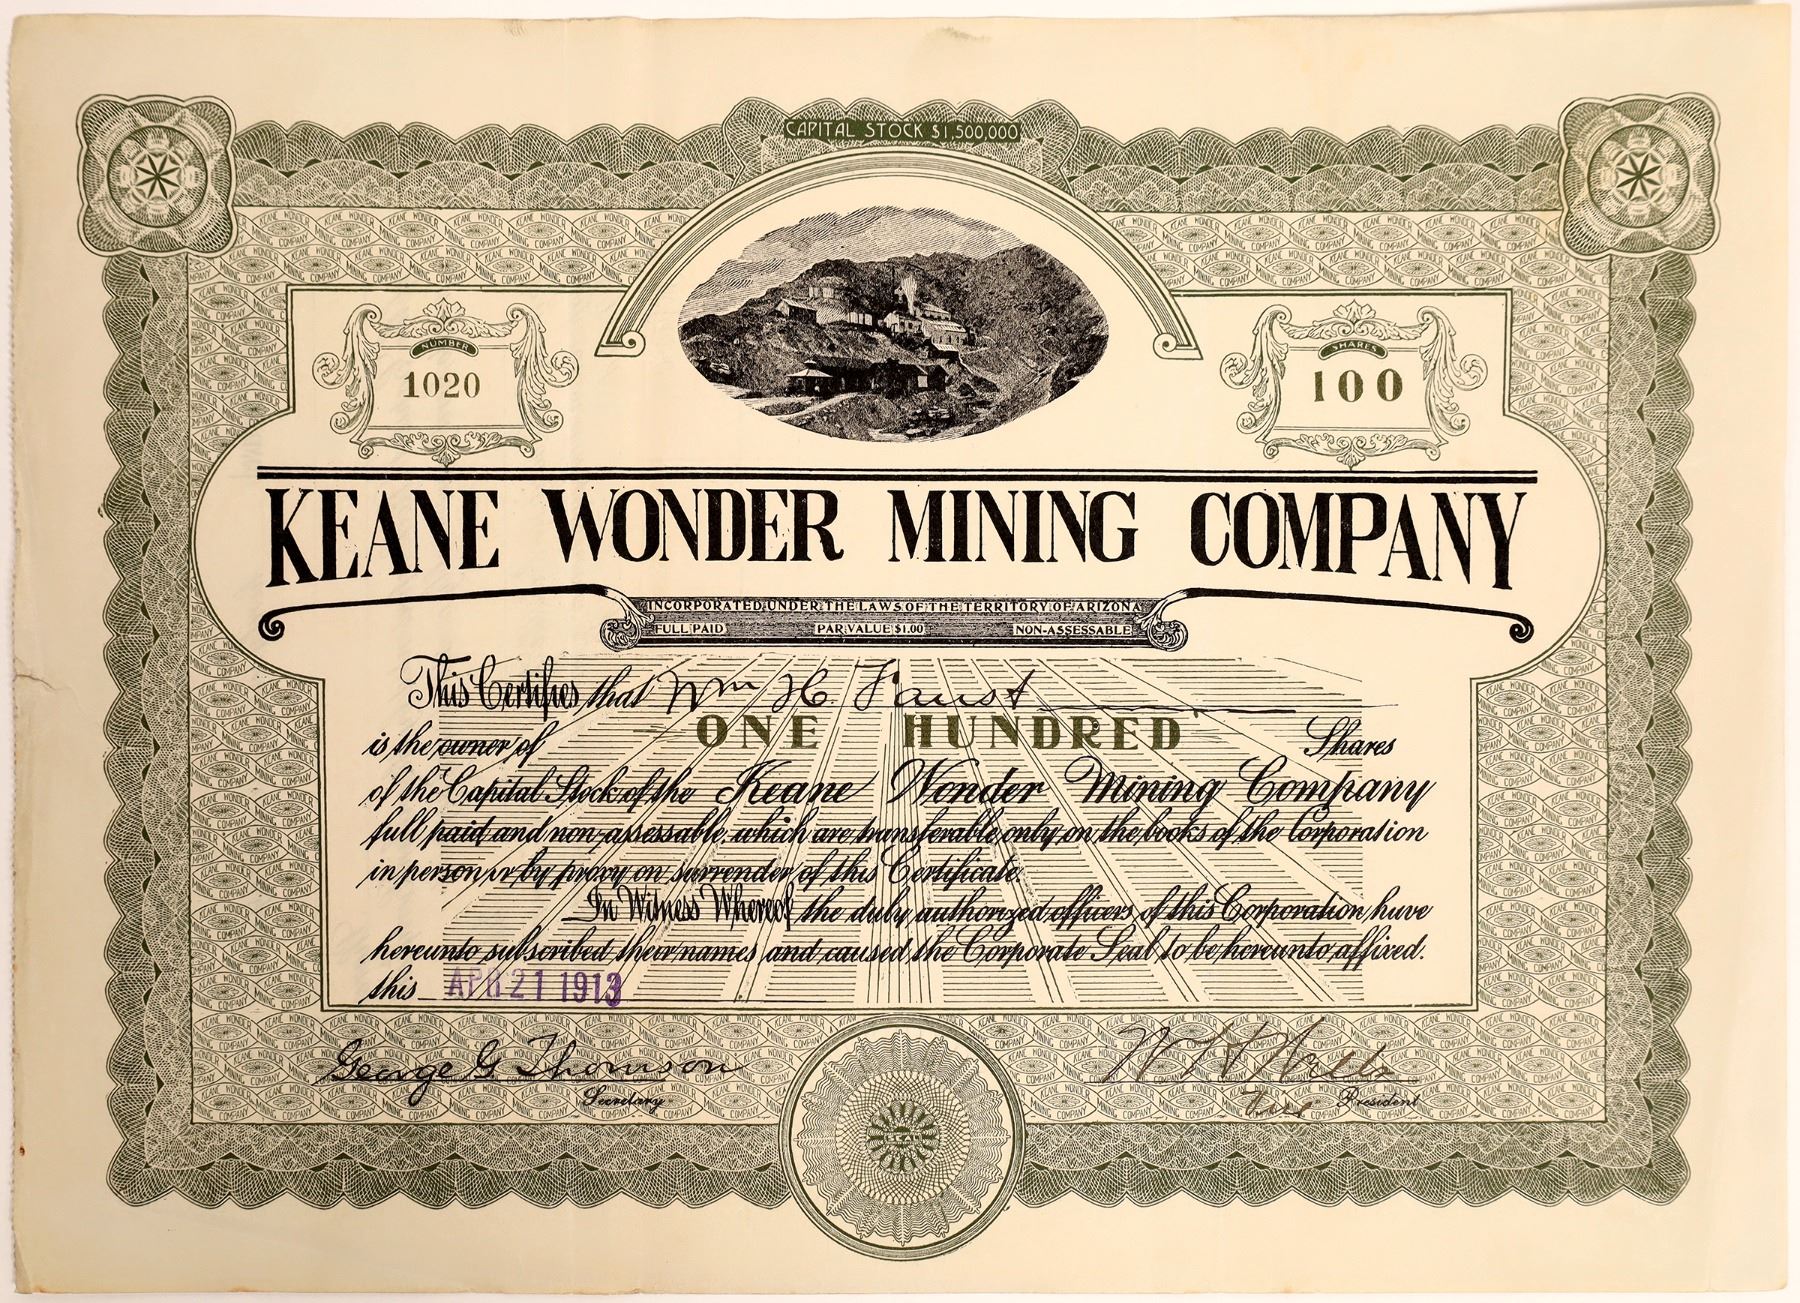 CAPITAL STOCK $1,500,000
NUMBER
1020
SHARES
100
KEANE WONDER MINING COMPANY
INCORPORATED UNDER THE LAWS OF THE TERRITORY OF ARIZONA
FULL PAID PAR VALUE $1.00 NON-ASSESSABLE
This Certifies that Wm H Faust
is the owner of ONE HUNDRED Shares
of the Capital Stock of the Keane Wonder Mining Company
full paid and non-assessable, which are transferable only on the books of the Corporation
in person or by proxy on surrender of this Certificate.
In Witness Whereof the duly authorized officers of this Corporation, have
hereunto subscribed their names and caused the Corporate Seal to be hereunto affixed.
this APR 21 1913
George G. Thomson
Secretary
Vice President
SEAL